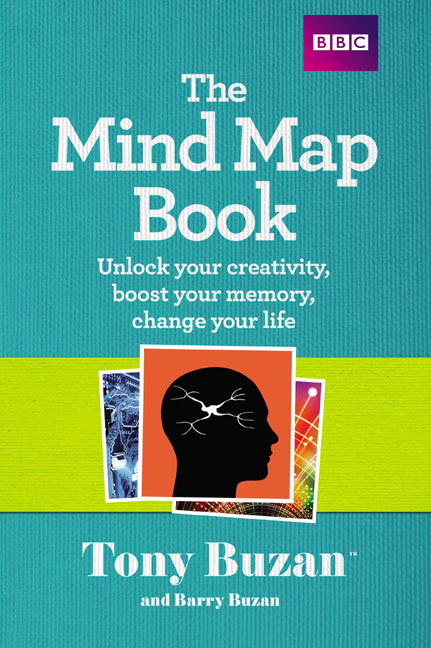 BBC
The
Mind Map
Book
Unlock your creativity,
boost your memory,
change your life
Tony Buzan™
and Barry Buzan